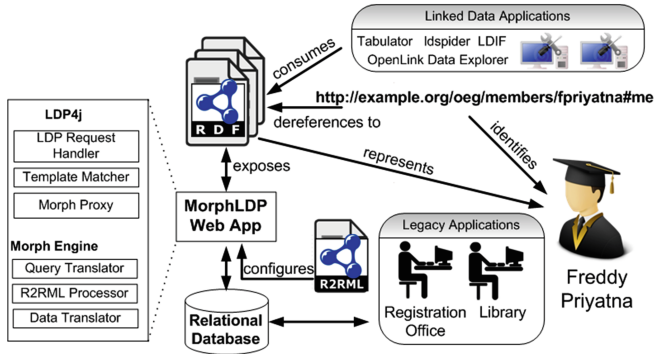 Linked Data Applications
Tabulator ldspider LDIF
OpenLink Data Explorer
consumes
http://example.org/oeg/members/fpriyatna#me
dereferences to
RDF
identifies
represents
exposes
LDP4j
LDP Request
Handler
Template Matcher
Morph Proxy
Morph Engine
Query Translator
R2RML Processor
Data Translator
MorphLDP
Web App
configures
R2RML
Relational
Database
Legacy Applications
Registration
Office
Library
Freddy
Priyatna